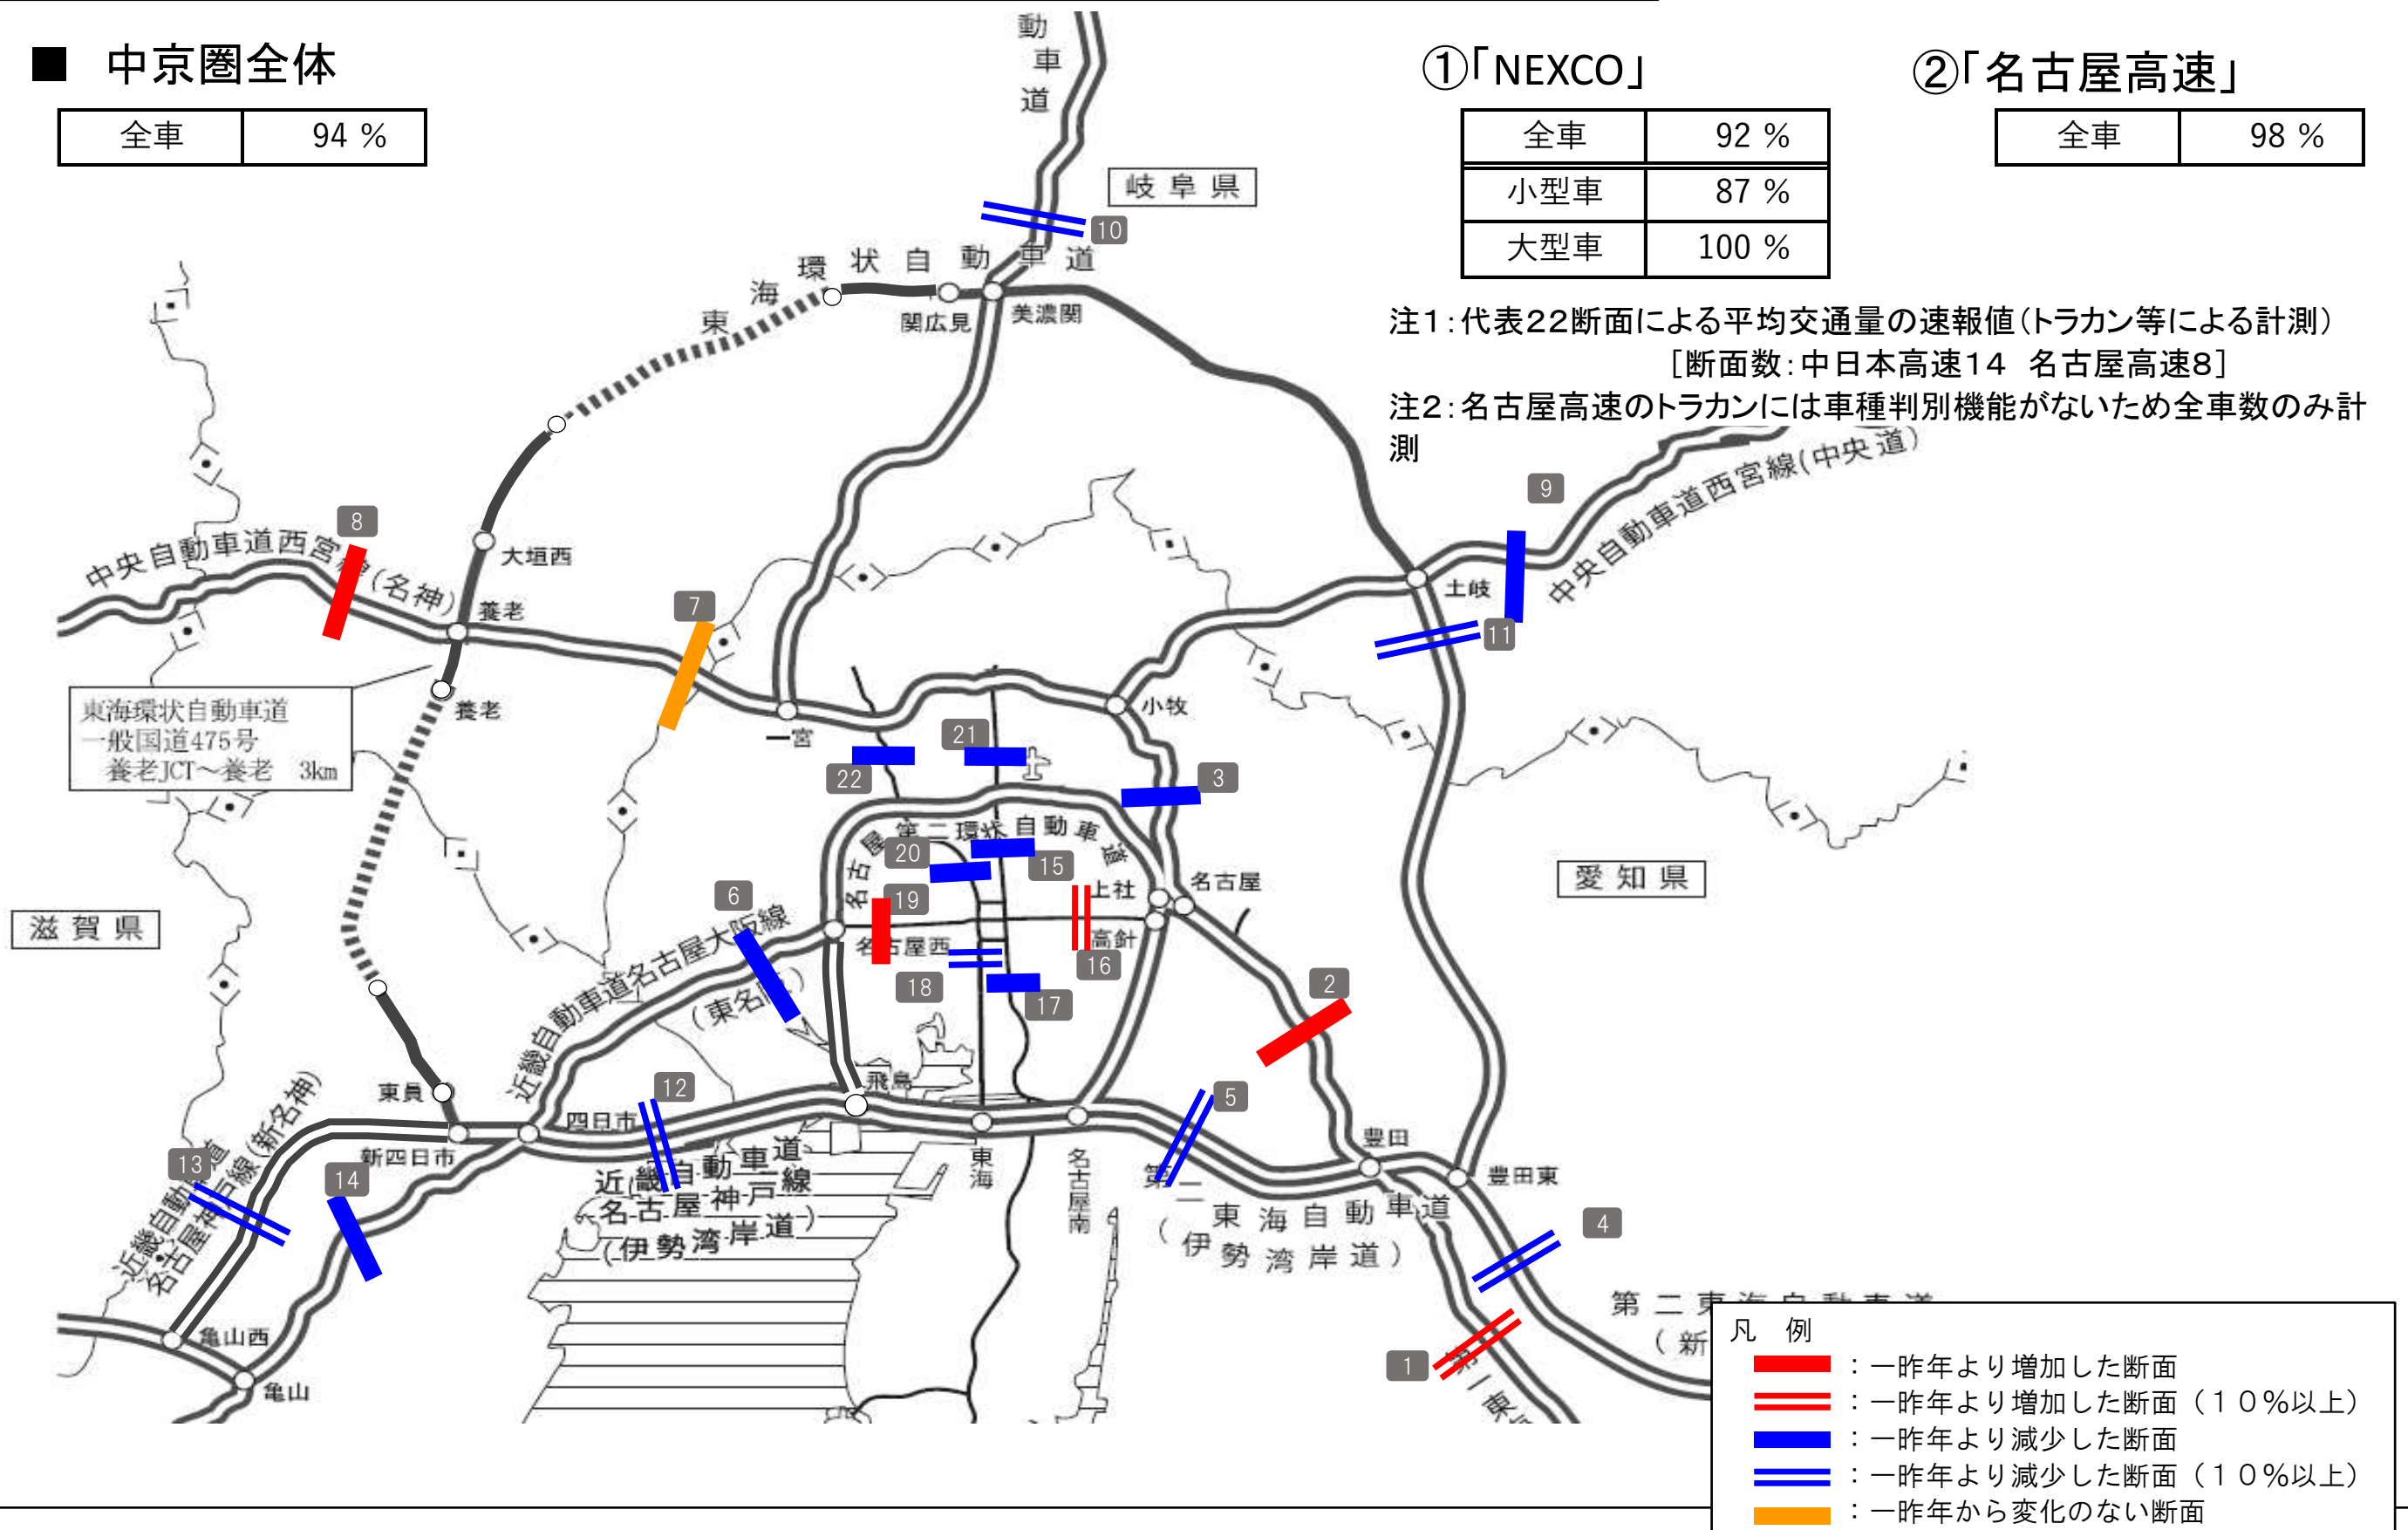 ■ 中京圏全体
全車 94 %
①「NEXCO」
全車 92 %
小型車 87 %
大型車 100 %
②「名古屋高速」
全車 98 %
注1：代表22断面による平均交通量の速報値（トラカン等による計測）
［断面数：中日本高速14 名古屋高速8］
注2：名古屋高速のトラカンには車種判別機能がないため全車数のみ計
測
動車道
岐阜県
10
東海環状自動車道
関広見
美濃関
中央自動車道西宮線(中央道)
9
8
中央自動車道西宮線(名神)
大垣西
養老
7
土岐
11
東海環状自動車道
一般国道475号
養老JCT～養老 3km
養老
一宮
小牧
21
22
3
名古屋第二環状自動車道
20
15
19
上社
名古屋
愛知県
滋賀県
6
近畿自動車道名古屋大阪線
(東名阪)
名古屋西
高針
16
18
17
2
東員
12
飛島
5
四日市
新四日市
13
14
近畿自動車道
名古屋神戸線(新名神)
近畿自動車道
名古屋神戸線
(伊勢湾岸道)
東海
名古屋南
豊田
豊田東
第二東海自動車道
(伊勢湾岸道)
4
亀山西
亀山
1
第一東
第二東海自動車道
(新
凡 例
：一昨年より増加した断面
：一昨年より増加した断面（１０％以上）
：一昨年より減少した断面
：一昨年より減少した断面（１０％以上）
：一昨年から変化のない断面